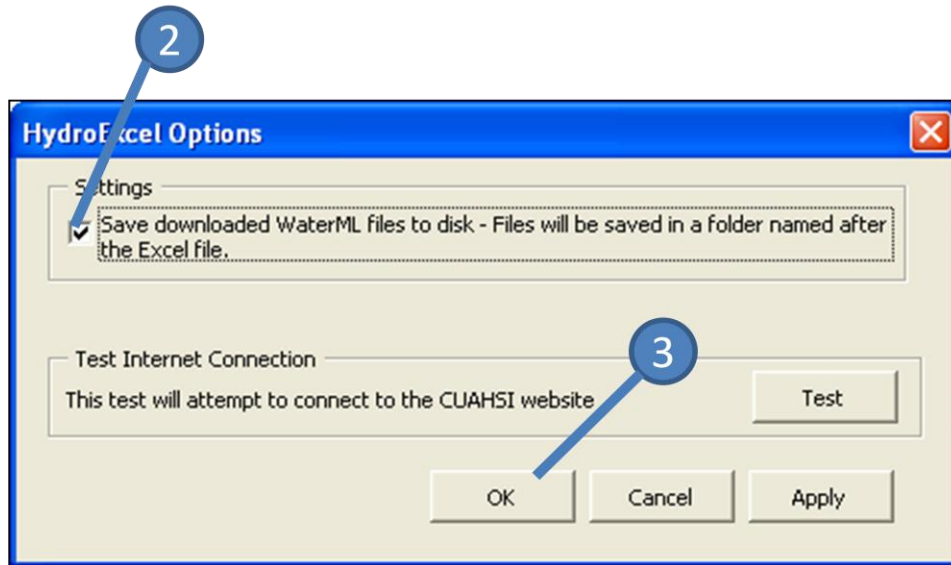 2
HydroExcel Options
Settings
Save downloaded WaterML files to disk - Files will be saved in a folder named after
the Excel file.
Test Internet Connection
3
This test will attempt to connect to the CUAHSI website
Test
OK
Cancel
Apply